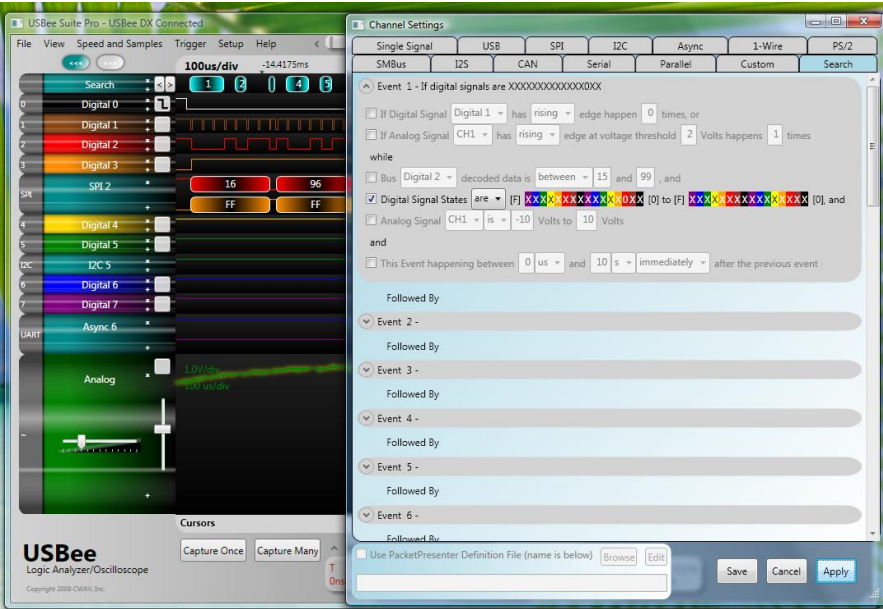 USBee Suite Pro - USBee DX Connected
File View Speed and Samples Trigger Setup Help <
<<< >>>
100us/div -14.4175ms
Search < > 1 2 4 5
0 Digital 0
1 Digital 1
2 Digital 2
3 Digital 3
SPI SPI 2 16 96
FF FF
4 Digital 4
5 Digital 5
I2C I2C 5
6 Digital 6
7 Digital 7
UART Async 6
Analog 1.0V/div
100 us/div
Cursors
Capture Once Capture Many
T
0ns
USBee
Logic Analyzer/Oscilloscope
Copyright 2009 CWAV, Inc.
Channel Settings
Single Signal USB SPI I2C Async 1-Wire PS/2
SMBus I2S CAN Serial Parallel Custom Search
Event 1 - If digital signals are XXXXXXXXXXXXX0XX
If Digital Signal Digital 1 has rising edge happen 0 times, or
If Analog Signal CH1 has rising edge at voltage threshold 2 Volts happens 1 times
while
Bus Digital 2 decoded data is between 15 and 99 , and
Digital Signal States are [F] XXXXXXXXXXXXX0XX [0] to [F] XXXXXXXXXXXXXXXX [0], and
Analog Signal CH1 is -10 Volts to 10 Volts
and
This Event happening between 0 us and 10 s immediately after the previous event
Followed By
Event 2 -
Followed By
Event 3 -
Followed By
Event 4 -
Followed By
Event 5 -
Followed By
Event 6 -
Followed By
Use PacketPresenter Definition File (name is below) Browse Edit
Save Cancel Apply